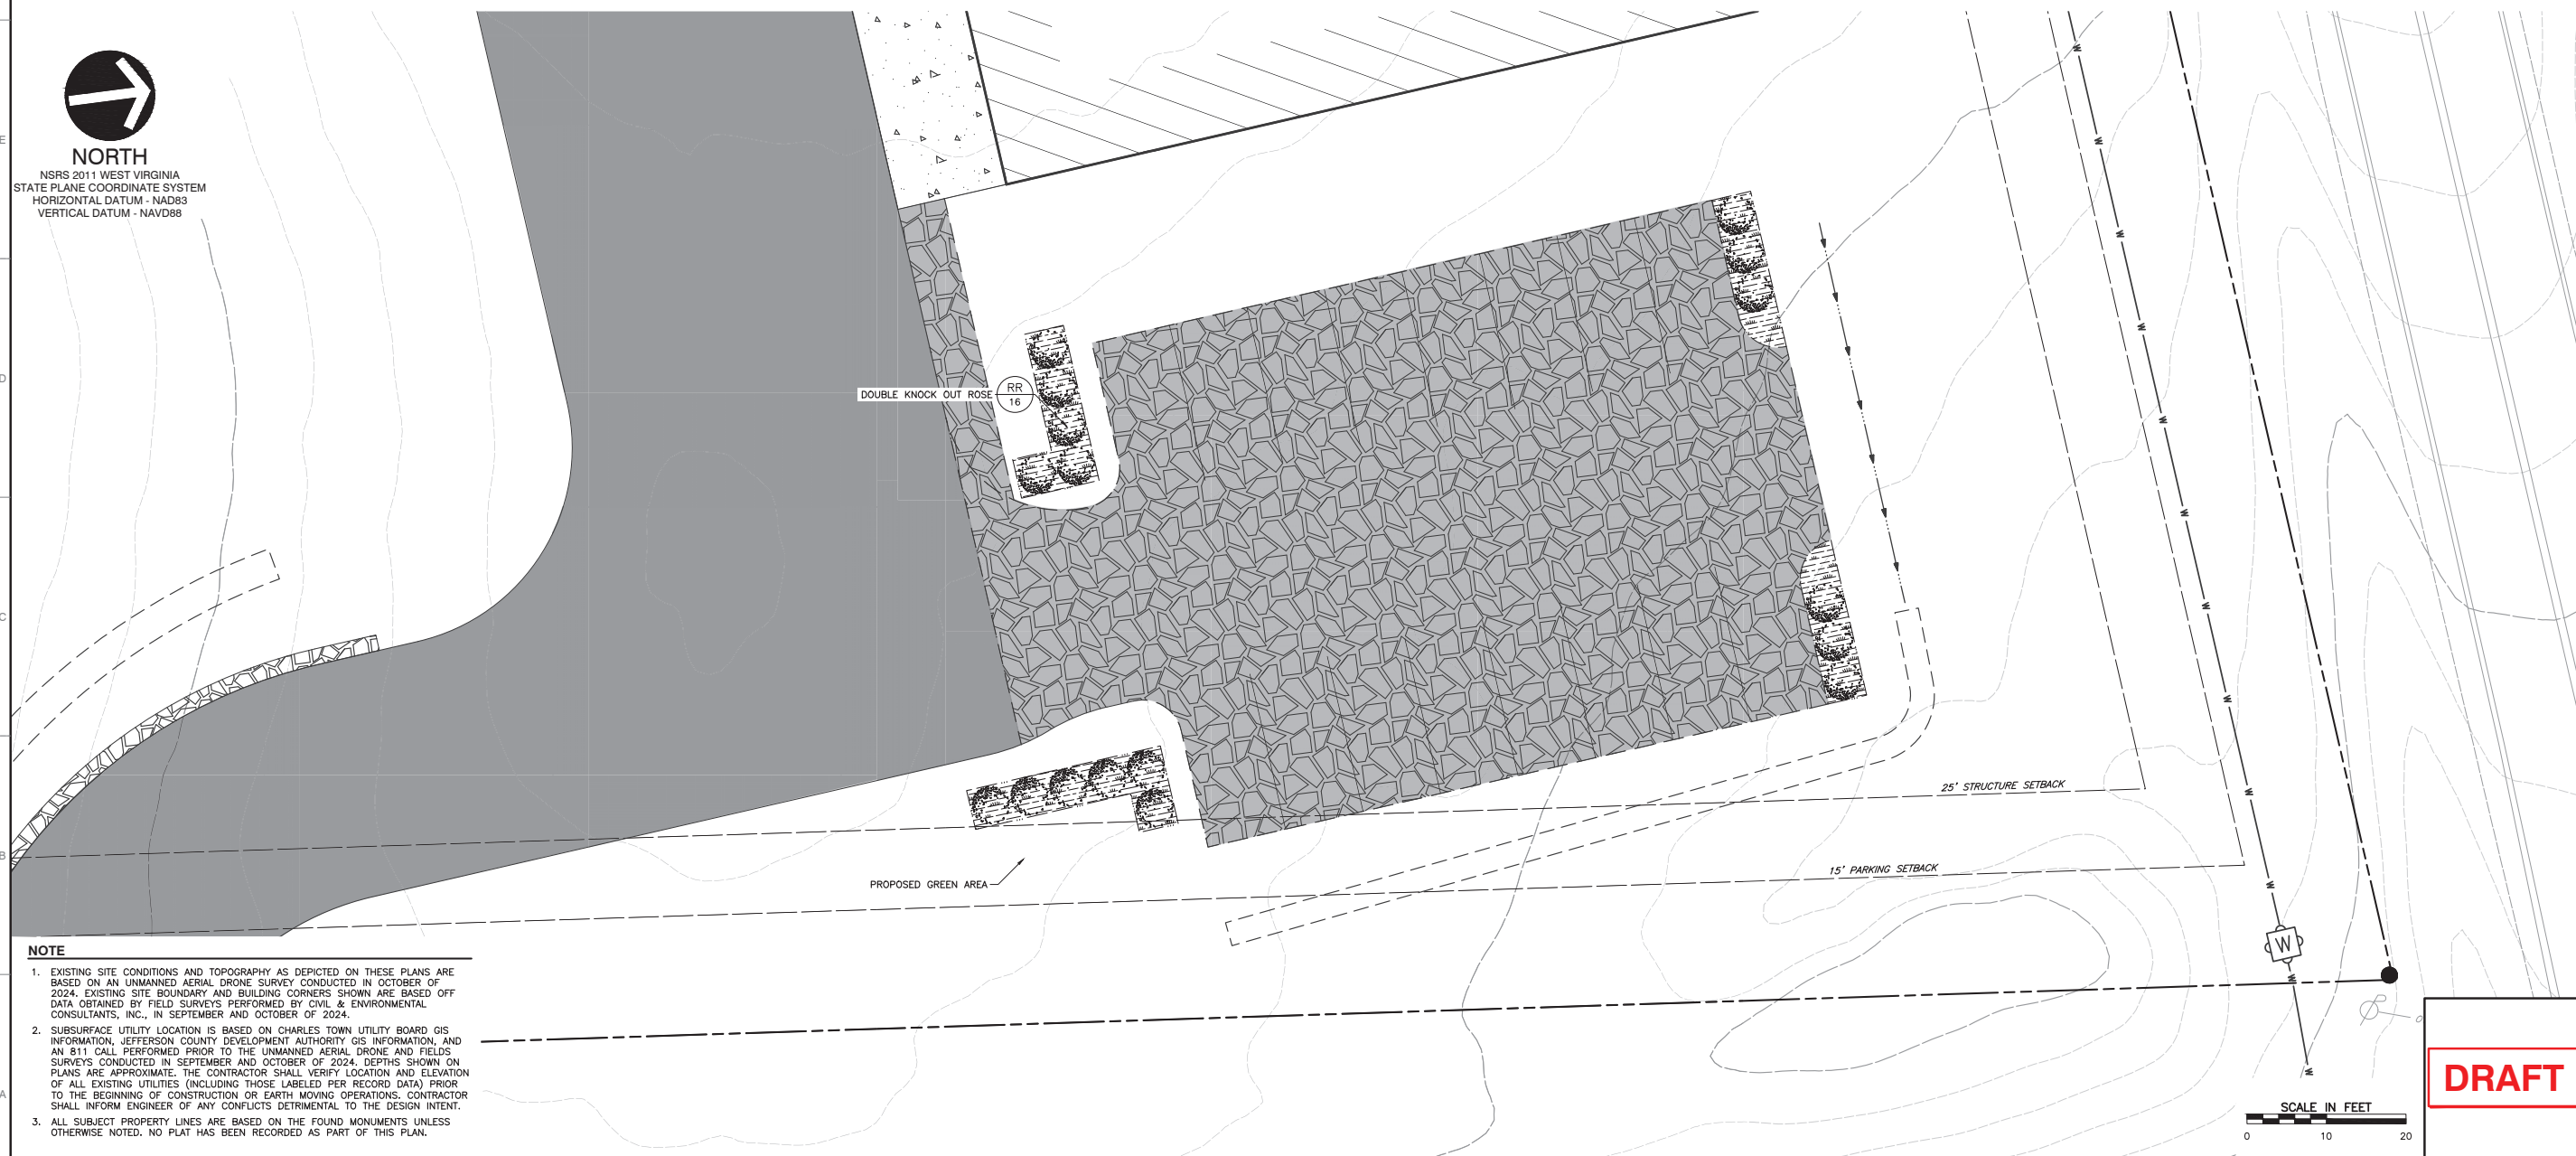 NORTH
NSRS 2011 WEST VIRGINIA
STATE PLANE COORDINATE SYSTEM
HORIZONTAL DATUM - NAD83
VERTICAL DATUM - NAVD88
E
D
C
B
A
DOUBLE KNOCK OUT ROSE
RR
16
W
W
W
W
W
W
W
W
W
25' STRUCTURE SETBACK
15' PARKING SETBACK
PROPOSED GREEN AREA
W
W
W
W
NOTE
1. EXISTING SITE CONDITIONS AND TOPOGRAPHY AS DEPICTED ON THESE PLANS ARE
BASED ON AN UNMANNED AERIAL DRONE SURVEY CONDUCTED IN OCTOBER OF
2024. EXISTING SITE BOUNDARY AND BUILDING CORNERS SHOWN ARE BASED OFF
DATA OBTAINED BY FIELD SURVEYS PERFORMED BY CIVIL & ENVIRONMENTAL
CONSULTANTS, INC., IN SEPTEMBER AND OCTOBER OF 2024.
2. SUBSURFACE UTILITY LOCATION IS BASED ON CHARLES TOWN UTILITY BOARD GIS
INFORMATION, JEFFERSON COUNTY DEVELOPMENT AUTHORITY GIS INFORMATION, AND
AN 811 CALL PERFORMED PRIOR TO THE UNMANNED AERIAL DRONE AND FIELDS
SURVEYS CONDUCTED IN SEPTEMBER AND OCTOBER OF 2024. DEPTHS SHOWN ON
PLANS ARE APPROXIMATE. THE CONTRACTOR SHALL VERIFY LOCATION AND ELEVATION
OF ALL EXISTING UTILITIES (INCLUDING THOSE LABELED PER RECORD DATA) PRIOR
TO THE BEGINNING OF CONSTRUCTION OR EARTH MOVING OPERATIONS. CONTRACTOR
SHALL INFORM ENGINEER OF ANY CONFLICTS DETRIMENTAL TO THE DESIGN INTENT.
3. ALL SUBJECT PROPERTY LINES ARE BASED ON THE FOUND MONUMENTS UNLESS
OTHERWISE NOTED. NO PLAT HAS BEEN RECORDED AS PART OF THIS PLAN.
DRAFT
SCALE IN FEET
0 10 20